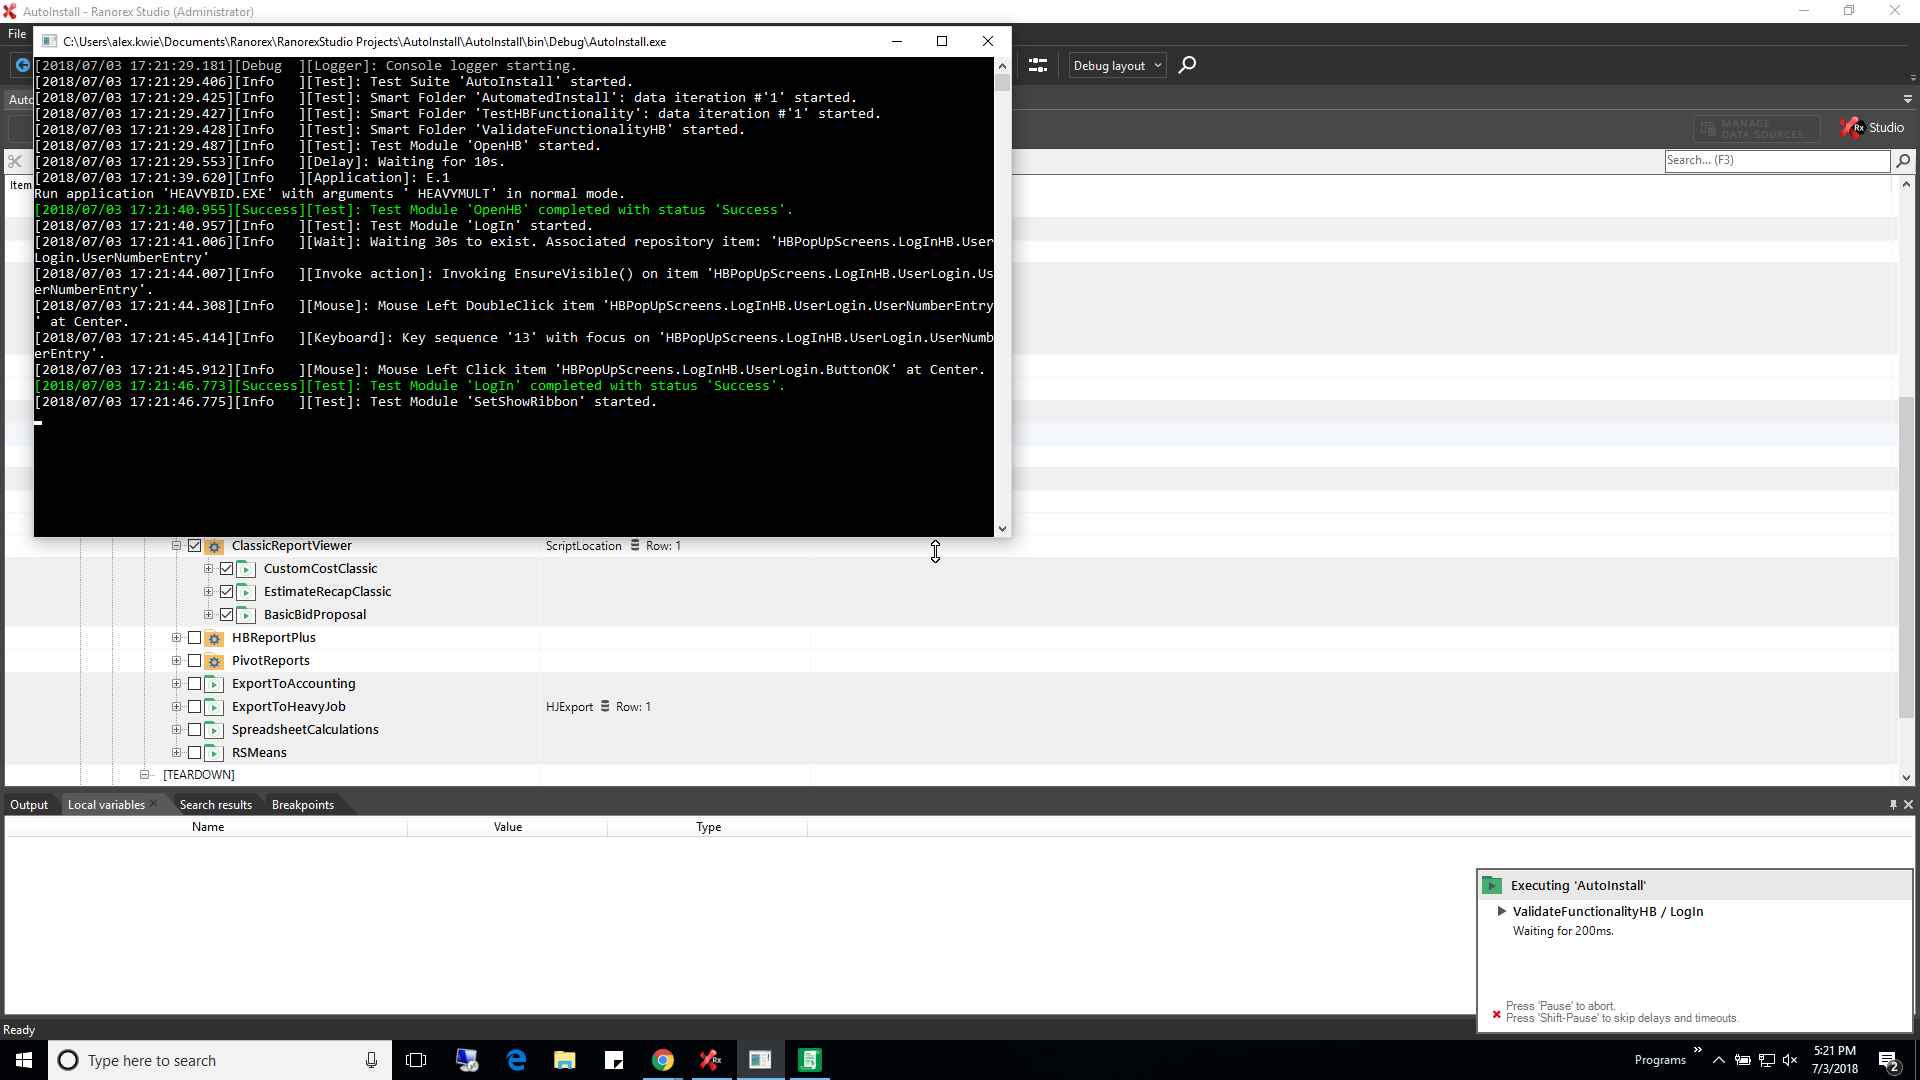 AutoInstall - Ranorex Studio (Administrator)
File
C:\Users\alex.kwie\Documents\Ranorex\RanorexStudio Projects\AutoInstall\AutoInstall\bin\Debug\AutoInstall.exe
Debug layout
Auto
MANAGE
DATA SOURCES
Rx Studio
Search... (F3)
Item
[2018/07/03 17:21:29.181][Debug  ][Logger]: Console logger starting.
[2018/07/03 17:21:29.406][Info   ][Test]: Test Suite 'AutoInstall' started.
[2018/07/03 17:21:29.425][Info   ][Test]: Smart Folder 'AutomatedInstall': data iteration #'1' started.
[2018/07/03 17:21:29.427][Info   ][Test]: Smart Folder 'TestHBFunctionality': data iteration #'1' started.
[2018/07/03 17:21:29.428][Info   ][Test]: Smart Folder 'ValidateFunctionalityHB' started.
[2018/07/03 17:21:29.487][Info   ][Test]: Test Module 'OpenHB' started.
[2018/07/03 17:21:29.553][Info   ][Delay]: Waiting for 10s.
[2018/07/03 17:21:39.620][Info   ][Application]: E.1
Run application 'HEAVYBID.EXE' with arguments ' HEAVYMULT' in normal mode.
[2018/07/03 17:21:40.955][Success][Test]: Test Module 'OpenHB' completed with status 'Success'.
[2018/07/03 17:21:40.957][Info   ][Test]: Test Module 'LogIn' started.
[2018/07/03 17:21:41.006][Info   ][Wait]: Waiting 30s to exist. Associated repository item: 'HBPopUpScreens.LogInHB.User
Login.UserNumberEntry'
[2018/07/03 17:21:44.007][Info   ][Invoke action]: Invoking EnsureVisible() on item 'HBPopUpScreens.LogInHB.UserLogin.Us
erNumberEntry'.
[2018/07/03 17:21:44.308][Info   ][Mouse]: Mouse Left DoubleClick item 'HBPopUpScreens.LogInHB.UserLogin.UserNumberEntry
' at Center.
[2018/07/03 17:21:45.414][Info   ][Keyboard]: Key sequence '13' with focus on 'HBPopUpScreens.LogInHB.UserLogin.UserNumb
erEntry'.
[2018/07/03 17:21:45.912][Info   ][Mouse]: Mouse Left Click item 'HBPopUpScreens.LogInHB.UserLogin.ButtonOK' at Center.
[2018/07/03 17:21:46.773][Success][Test]: Test Module 'LogIn' completed with status 'Success'.
[2018/07/03 17:21:46.775][Info   ][Test]: Test Module 'SetShowRibbon' started.
ClassicReportViewer ScriptLocation Row: 1
CustomCostClassic
EstimateRecapClassic
BasicBidProposal
HBReportPlus
PivotReports
ExportToAccounting
ExportToHeavyJob HJExport Row: 1
SpreadsheetCalculations
RSMeans
[TEARDOWN]
Output Local variables Search results Breakpoints
Name Value Type
Executing 'AutoInstall'
ValidateFunctionalityHB / LogIn
Waiting for 200ms.
Press 'Pause' to abort.
Press 'Shift-Pause' to skip delays and timeouts.
Ready
Type here to search
Programs
5:21 PM
7/3/2018
2